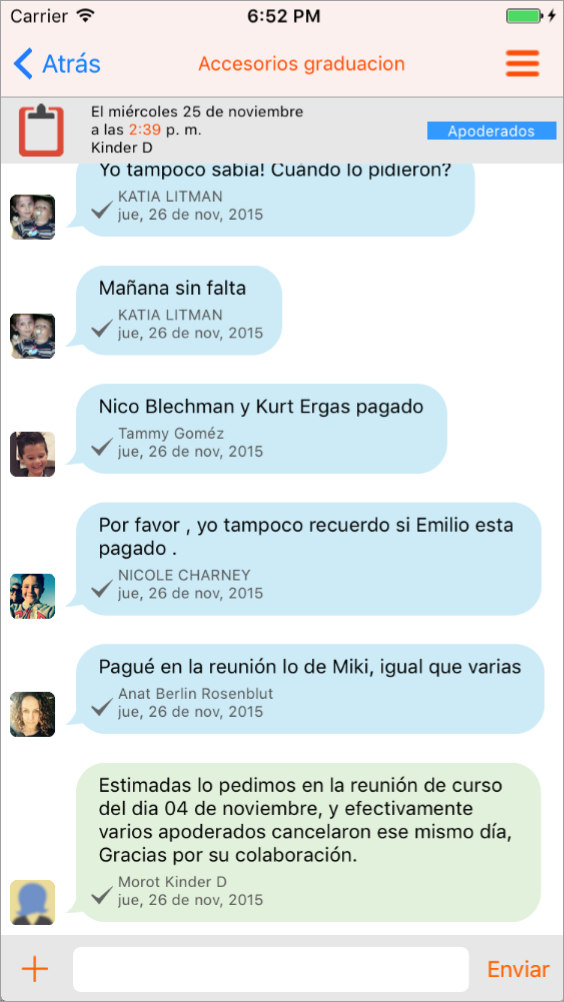 Carrier 6:52 PM
Atrás Accesorios graduacion
El miércoles 25 de noviembre
a las 2:39 p. m.
Kinder D
Apoderados
Yo tampoco sabia! Cuándo lo pidieron?
KATIA LITMAN
jue, 26 de nov, 2015
Mañana sin falta
KATIA LITMAN
jue, 26 de nov, 2015
Nico Blechman y Kurt Ergas pagado
Tammy Goméz
jue, 26 de nov, 2015
Por favor , yo tampoco recuerdo si Emilio esta
pagado .
NICOLE CHARNEY
jue, 26 de nov, 2015
Pagué en la reunión lo de Miki, igual que varias
Anat Berlin Rosenblut
jue, 26 de nov, 2015
Estimadas lo pedimos en la reunión de curso
del dia 04 de noviembre, y efectivamente
varios apoderados cancelaron ese mismo día,
Gracias por su colaboración.
Morot Kinder D
jue, 26 de nov, 2015
Enviar